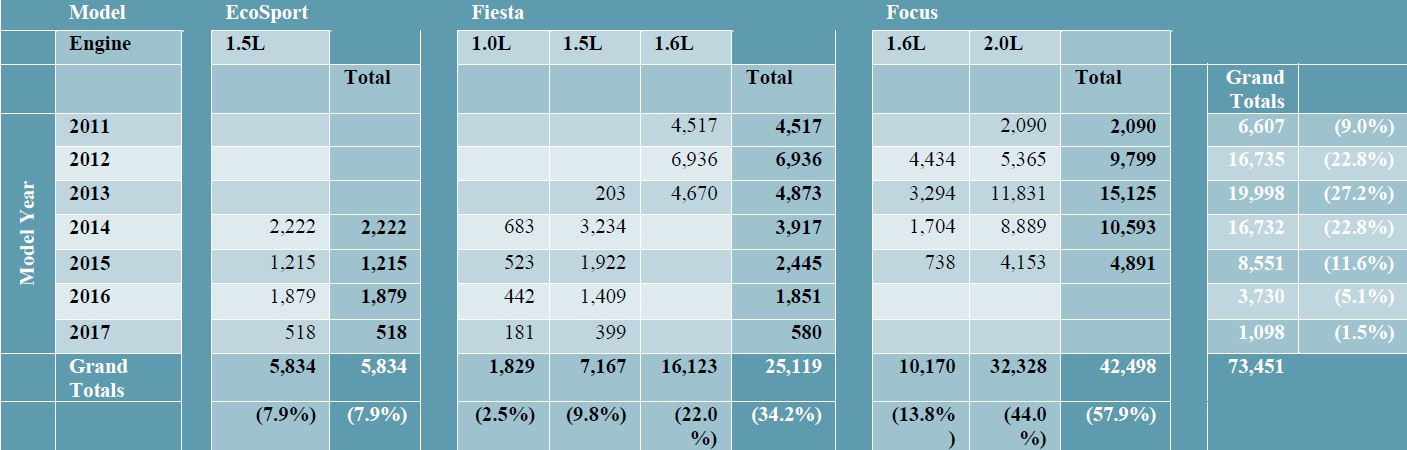 Model EcoSport Fiesta Focus
Engine 1.5L 1.0L 1.5L 1.6L 1.6L 2.0L
Total Total Total Grand
Totals
Model Year
2011 4,517 4,517 2,090 2,090 6,607 (9.0%)
2012 6,936 6,936 4,434 5,365 9,799 16,735 (22.8%)
2013 203 4,670 4,873 3,294 11,831 15,125 19,998 (27.2%)
2014 2,222 2,222 683 3,234 3,917 1,704 8,889 10,593 16,732 (22.8%)
2015 1,215 1,215 523 1,922 2,445 738 4,153 4,891 8,551 (11.6%)
2016 1,879 1,879 442 1,409 1,851 3,730 (5.1%)
2017 518 518 181 399 580 1,098 (1.5%)
Grand 5,834 5,834 1,829 7,167 16,123 25,119 10,170 32,328 42,498 73,451
Totals
(7.9%) (7.9%) (2.5%) (9.8%) (22.0 (34.2%) (13.8% (44.0 (57.9%)
%) ) %)